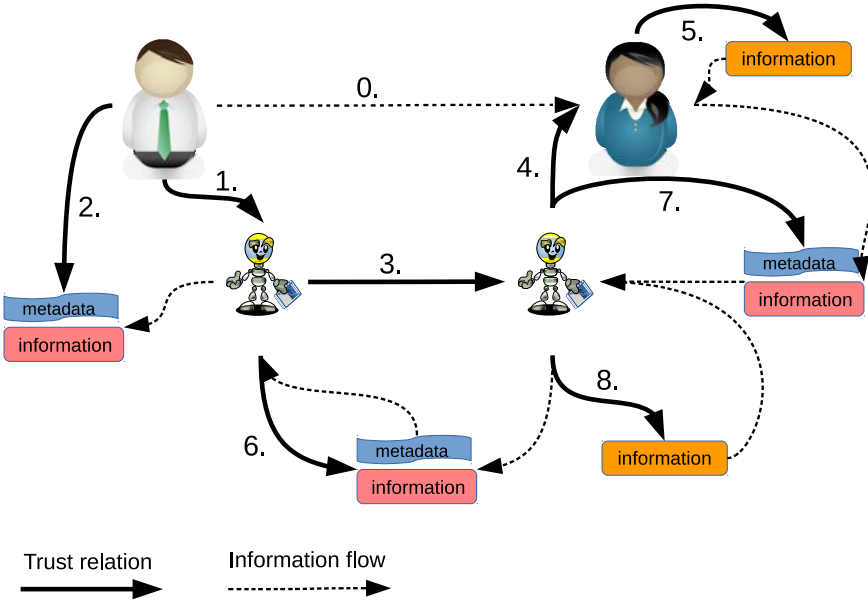 5.
information
0.
4.
1.
2.
7.
3.
metadata
information
metadata
information
8.
6.
metadata
information
information
Trust relation
Information flow